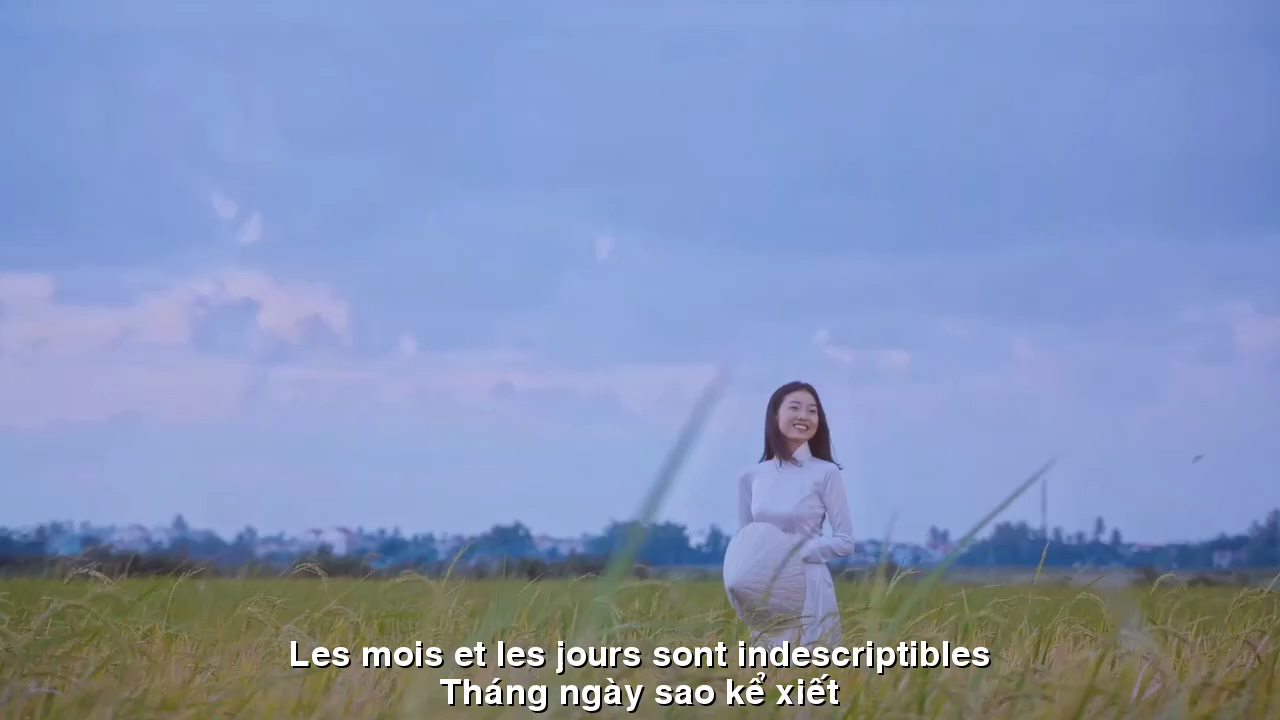 Les mois et les jours sont indescriptibles
Tháng ngày sao kể xiết